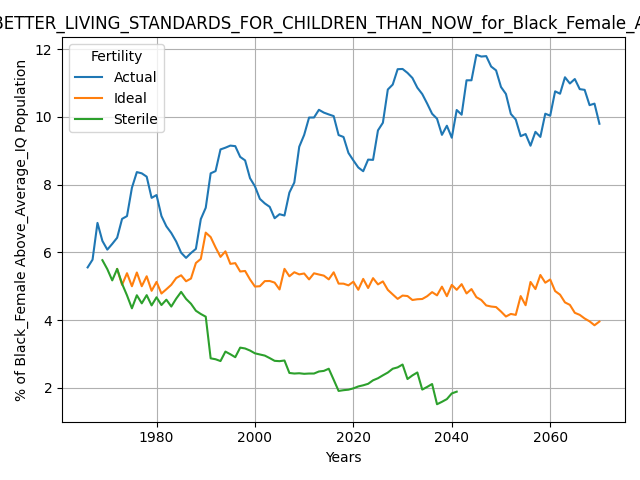 BETTER_LIVING_STANDARDS_FOR_CHILDREN_THAN_NOW_for_Black_Female_A
Fertility
Actual
Ideal
Sterile
% of Black_Female Above_Average_IQ Population
12
10
8
6
4
2
1980 2000 2020 2040 2060
Years